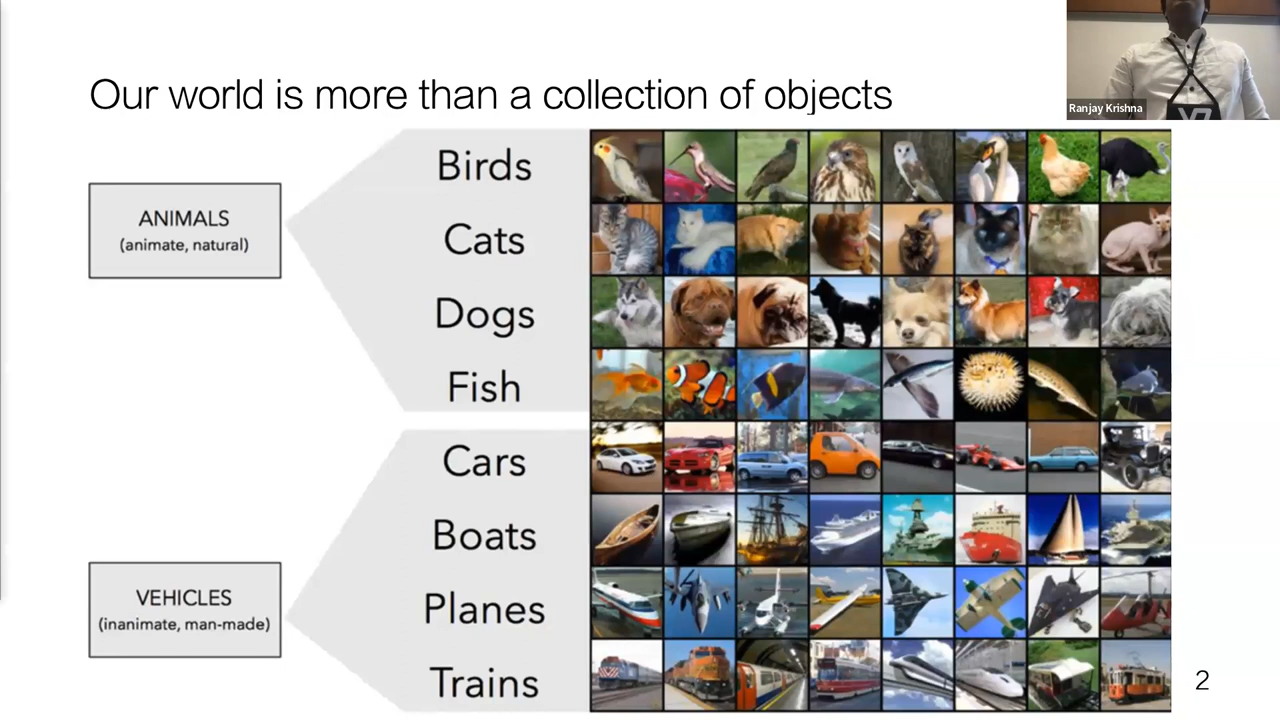 Our world is more than a collection of objects
Ranjay Krishna
ANIMALS
(animate, natural)
Birds
Cats
Dogs
Fish
VEHICLES
(inanimate, man-made)
Cars
Boats
Planes
Trains
2